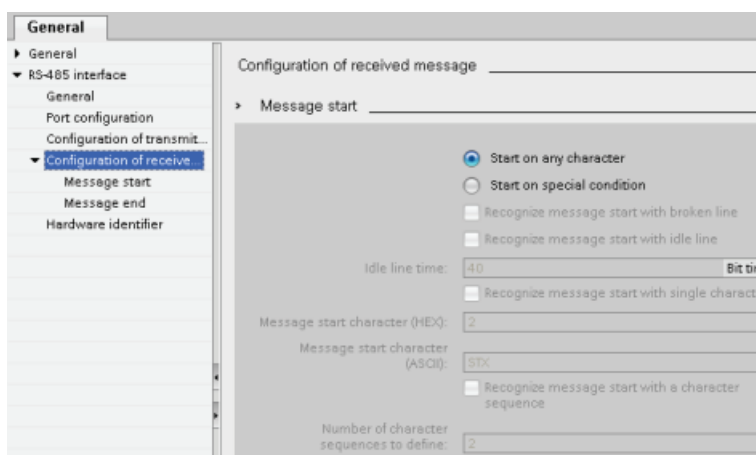 General
General
RS-485 interface
General
Port configuration
Configuration of transmit...
Configuration of receive...
Message start
Message end
Hardware identifier
Configuration of received message
Message start
Start on any character
Start on special condition
Recognize message start with broken line
Recognize message start with idle line
Idle line time:
40
Bit tim
Recognize message start with single charact
Message start character (HEX):
2
Message start character
(ASCII):
STX
Recognize message start with a character
sequence
Number of character
sequences to define:
2